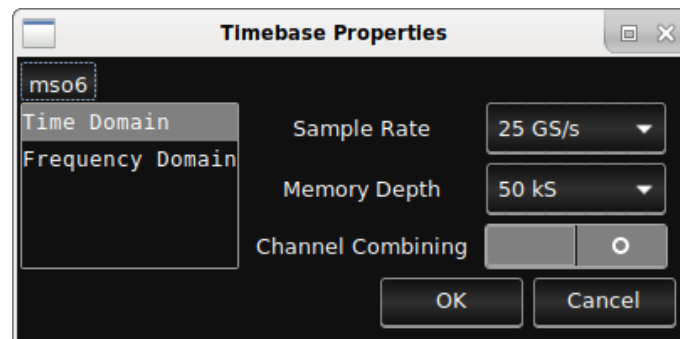 Timebase Properties
mso6
Time Domain
Frequency Domain
Sample Rate
25 GS/s
Memory Depth
50 kS
Channel Combining
OK
Cancel